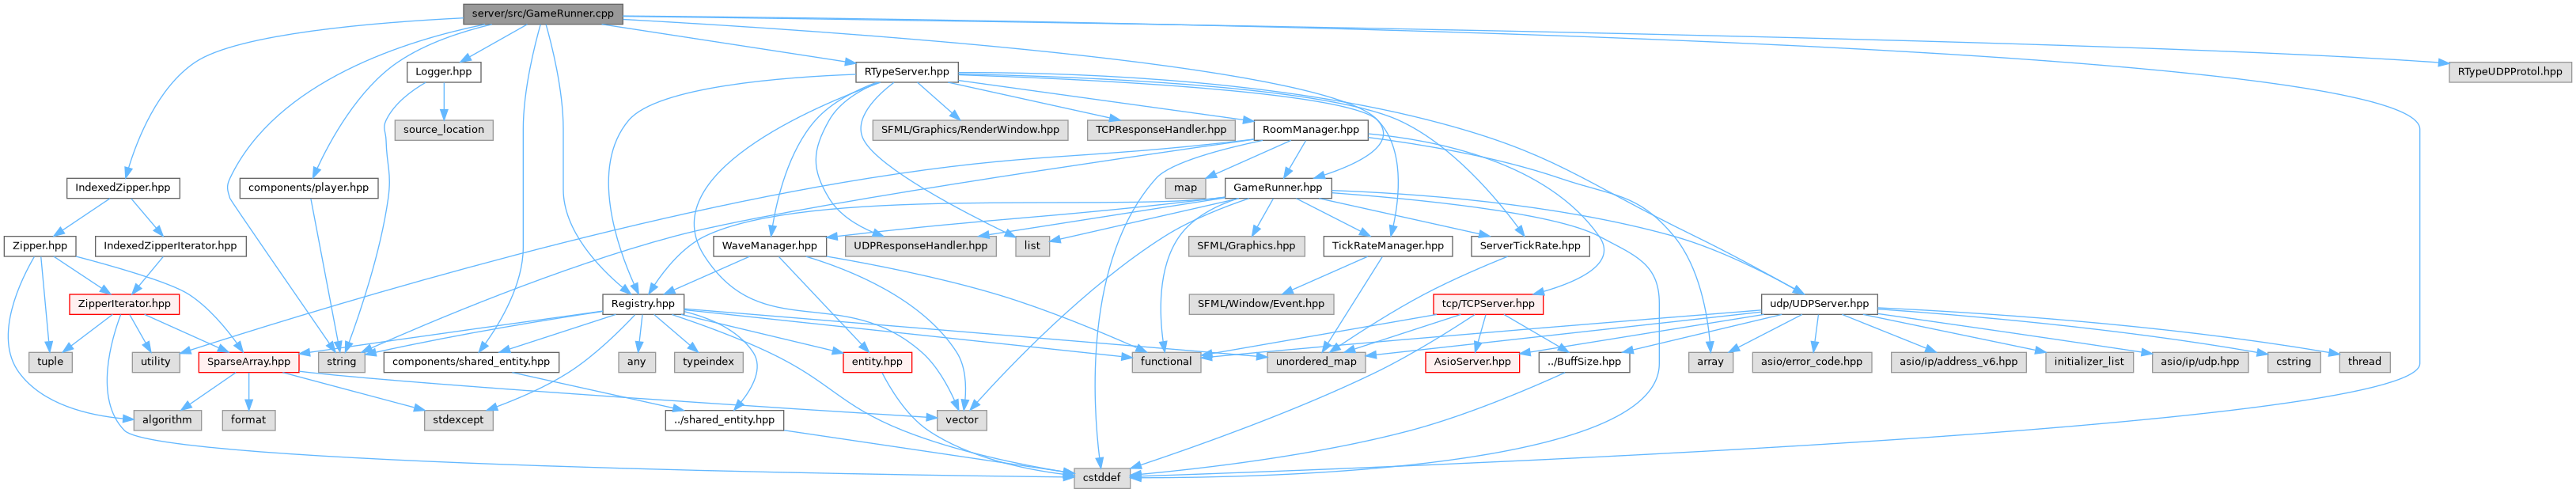 server/src/GameRunner.cpp
Logger.hpp
RTypeServer.hpp
RTypeUDPProtol.hpp
source_location
SFML/Graphics/RenderWindow.hpp
TCPResponseHandler.hpp
RoomManager.hpp
IndexedZipper.hpp
components/player.hpp
map
GameRunner.hpp
Zipper.hpp
IndexedZipperIterator.hpp
WaveManager.hpp
UDPResponseHandler.hpp
list
SFML/Graphics.hpp
TickRateManager.hpp
ServerTickRate.hpp
ZipperIterator.hpp
Registry.hpp
SFML/Window/Event.hpp
tcp/TCPServer.hpp
udp/UDPServer.hpp
tuple
utility
SparseArray.hpp
string
components/shared_entity.hpp
any
typeindex
entity.hpp
functional
unordered_map
AsioServer.hpp
../BuffSize.hpp
array
asio/error_code.hpp
asio/ip/address_v6.hpp
initializer_list
asio/ip/udp.hpp
cstring
thread
algorithm
format
stdexcept
../shared_entity.hpp
vector
cstddef